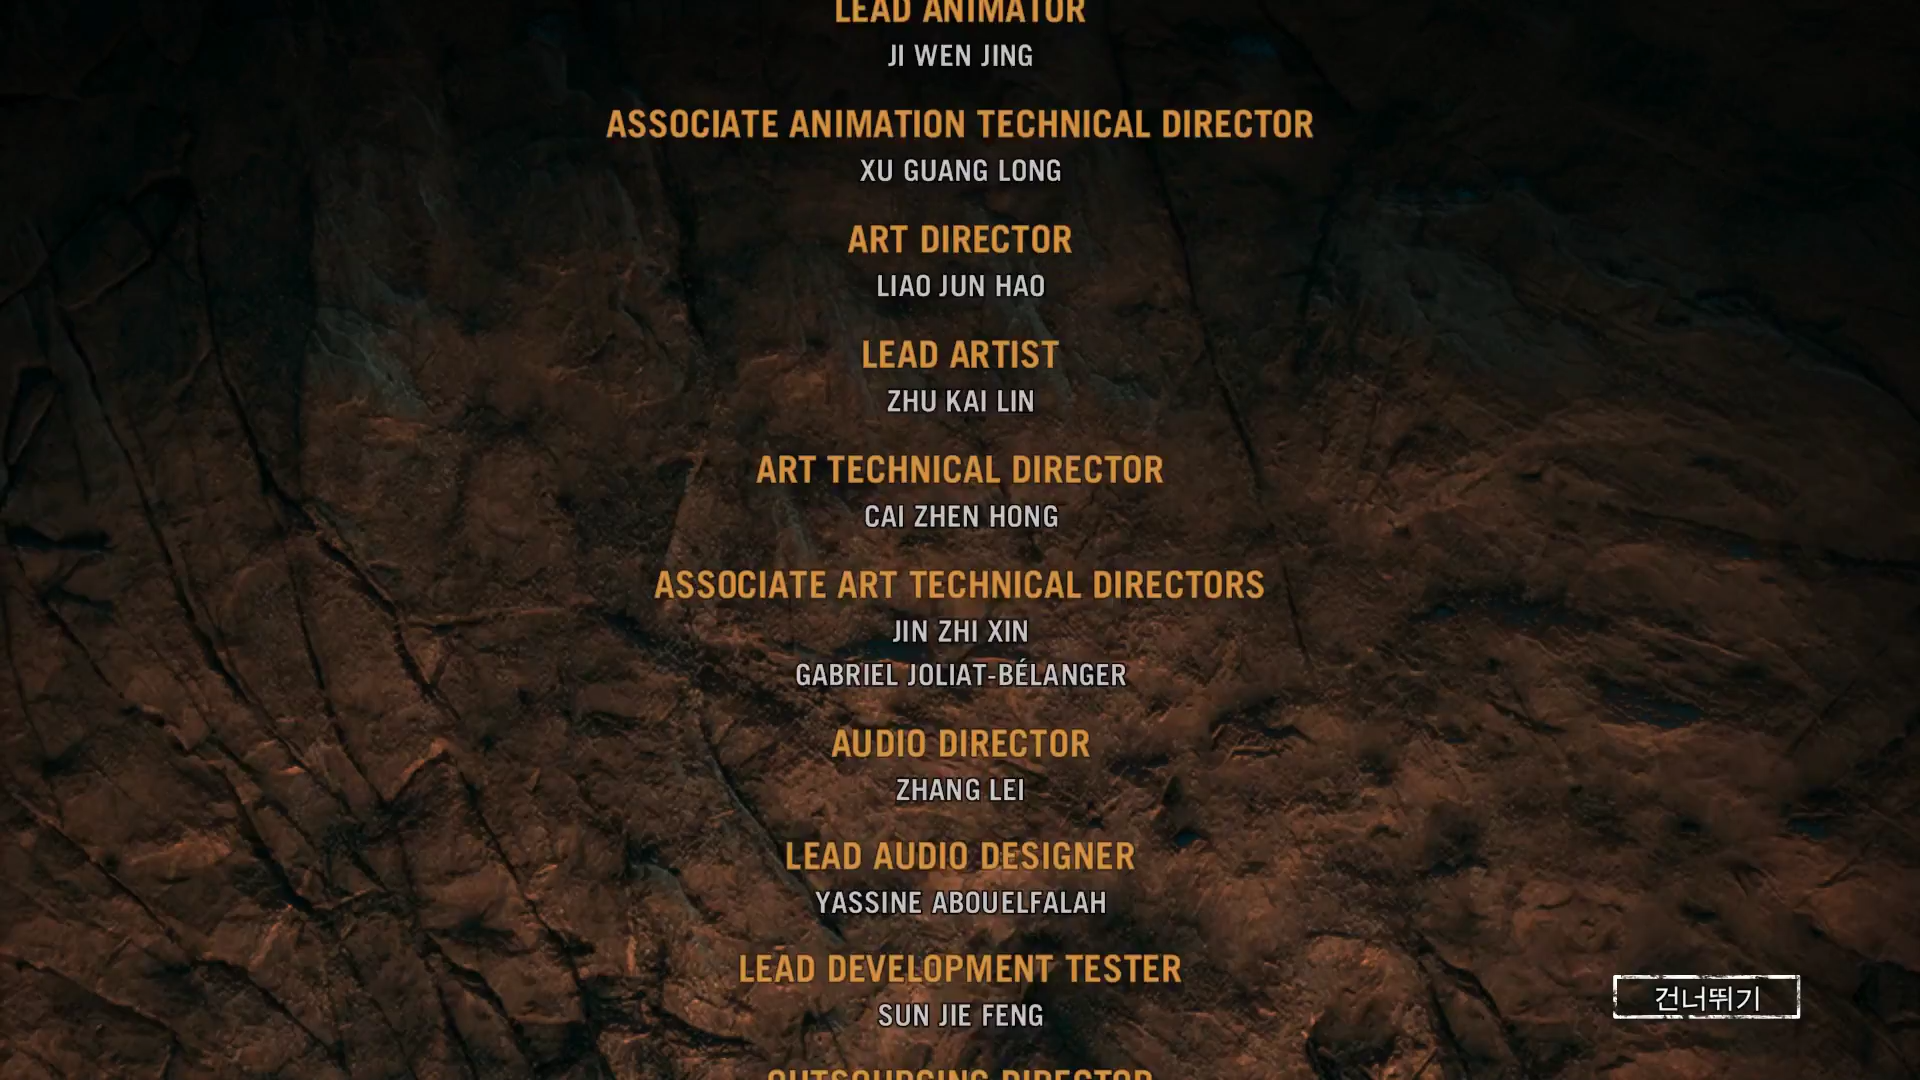 LEAD ANIMATOR
JI WEN JING
ASSOCIATE ANIMATION TECHNICAL DIRECTOR
XU GUANG LONG
ART DIRECTOR
LIAO JUN HAO
LEAD ARTIST
ZHU KAI LIN
ART TECHNICAL DIRECTOR
CAI ZHEN HONG
ASSOCIATE ART TECHNICAL DIRECTORS
JIN ZHI XIN
GABRIEL JOLIAT-BÉLANGER
AUDIO DIRECTOR
ZHANG LEI
LEAD AUDIO DESIGNER
YASSINE ABOUELFALAH
LEAD DEVELOPMENT TESTER
SUN JIE FENG
건너뛰기
OUTSOURCING DIRECTOR